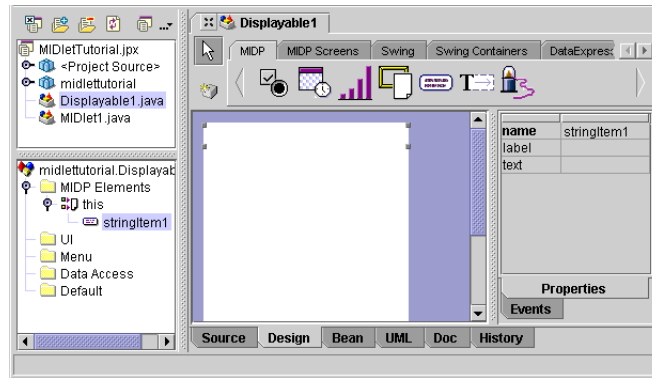 Displayable1
MIDletTutorial.jpx
<Project Source>
midlettutorial
Displayable1.java
MIDlet1.java
MIDP
MIDP Screens
Swing
Swing Containers
DataExpres
midlettutorial.Displayab
MIDP Elements
this
stringItem1
UI
Menu
Data Access
Default
name
stringItem1
label
text
Properties
Events
Source
Design
Bean
UML
Doc
History